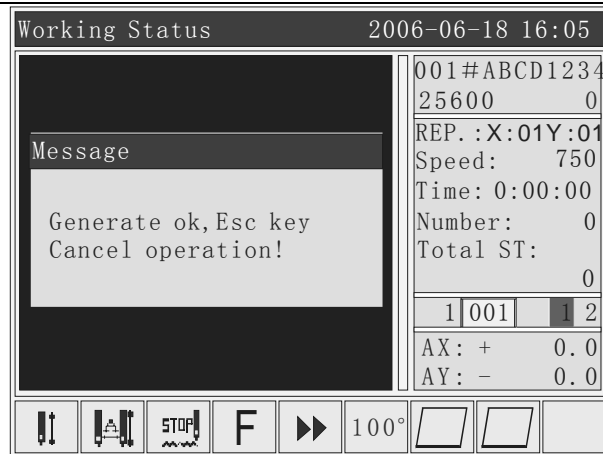 Working Status 2006-06-18 16:05
001#ABCD1234
25600 0
REP.:X:01Y:01
Speed: 750
Time: 0:00:00
Number: 0
Total ST:
0
1 001 1 2
AX: + 0.0
AY: - 0.0
Message
Generate ok,Esc key
Cancel operation!
STOP F 100°